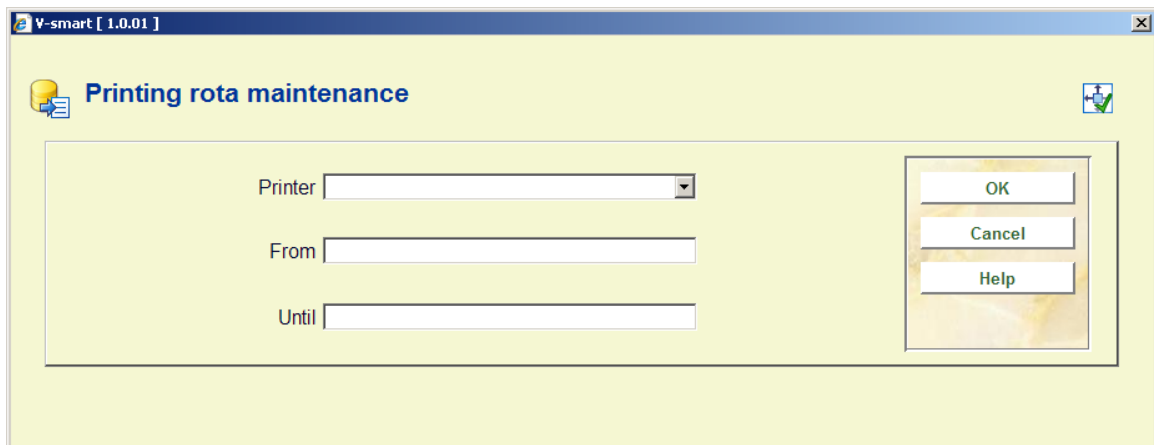 V-smart [ 1.0.01 ]
Printing rota maintenance
Printer
OK
From
Cancel
Help
Until